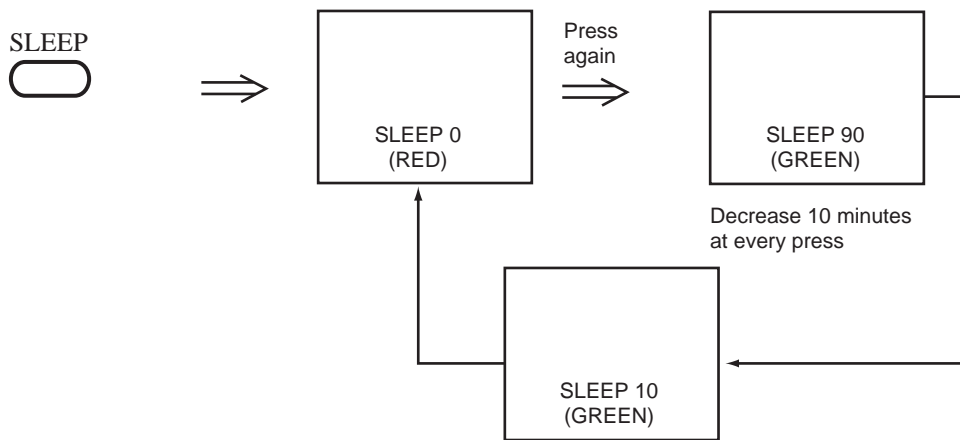 SLEEP
SLEEP 0
(RED)
Press
again
SLEEP 90
(GREEN)
Decrease 10 minutes
at every press
SLEEP 10
(GREEN)